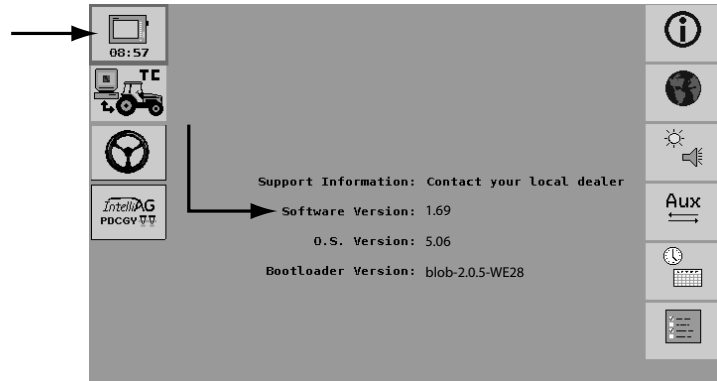 08:57
TC
IntelliAG
PDCGY
Support Information: Contact your local dealer
Software Version: 1.69
O.S. Version: 5.06
Bootloader Version: blob-2.0.5-WE28
Aux